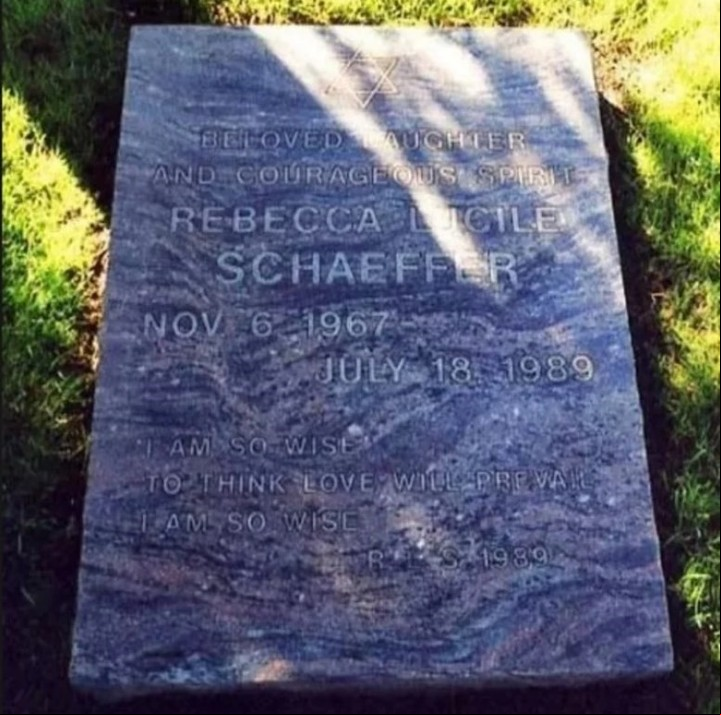 BELOVED DAUGHTER
AND COURAGEOUS SPIRIT
REBECCA LUCILE
SCHAEFFER
NOV 6 1967 -
JULY 18, 1989
"I AM SO WISE
TO THINK LOVE WILL PREVAIL
I AM SO WISE"
R L S 1989